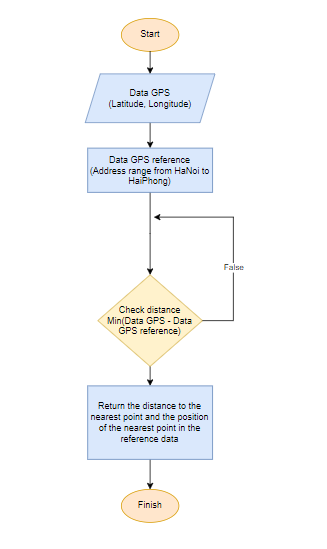 Start
Data GPS
(Latitude, Longitude)
Data GPS reference
(Address range from HaNoi to
HaiPhong)
False
Check distance
Min(Data GPS - Data
GPS reference)
Return the distance to the
nearest point and the position
of the nearest point in the
reference data
Finish